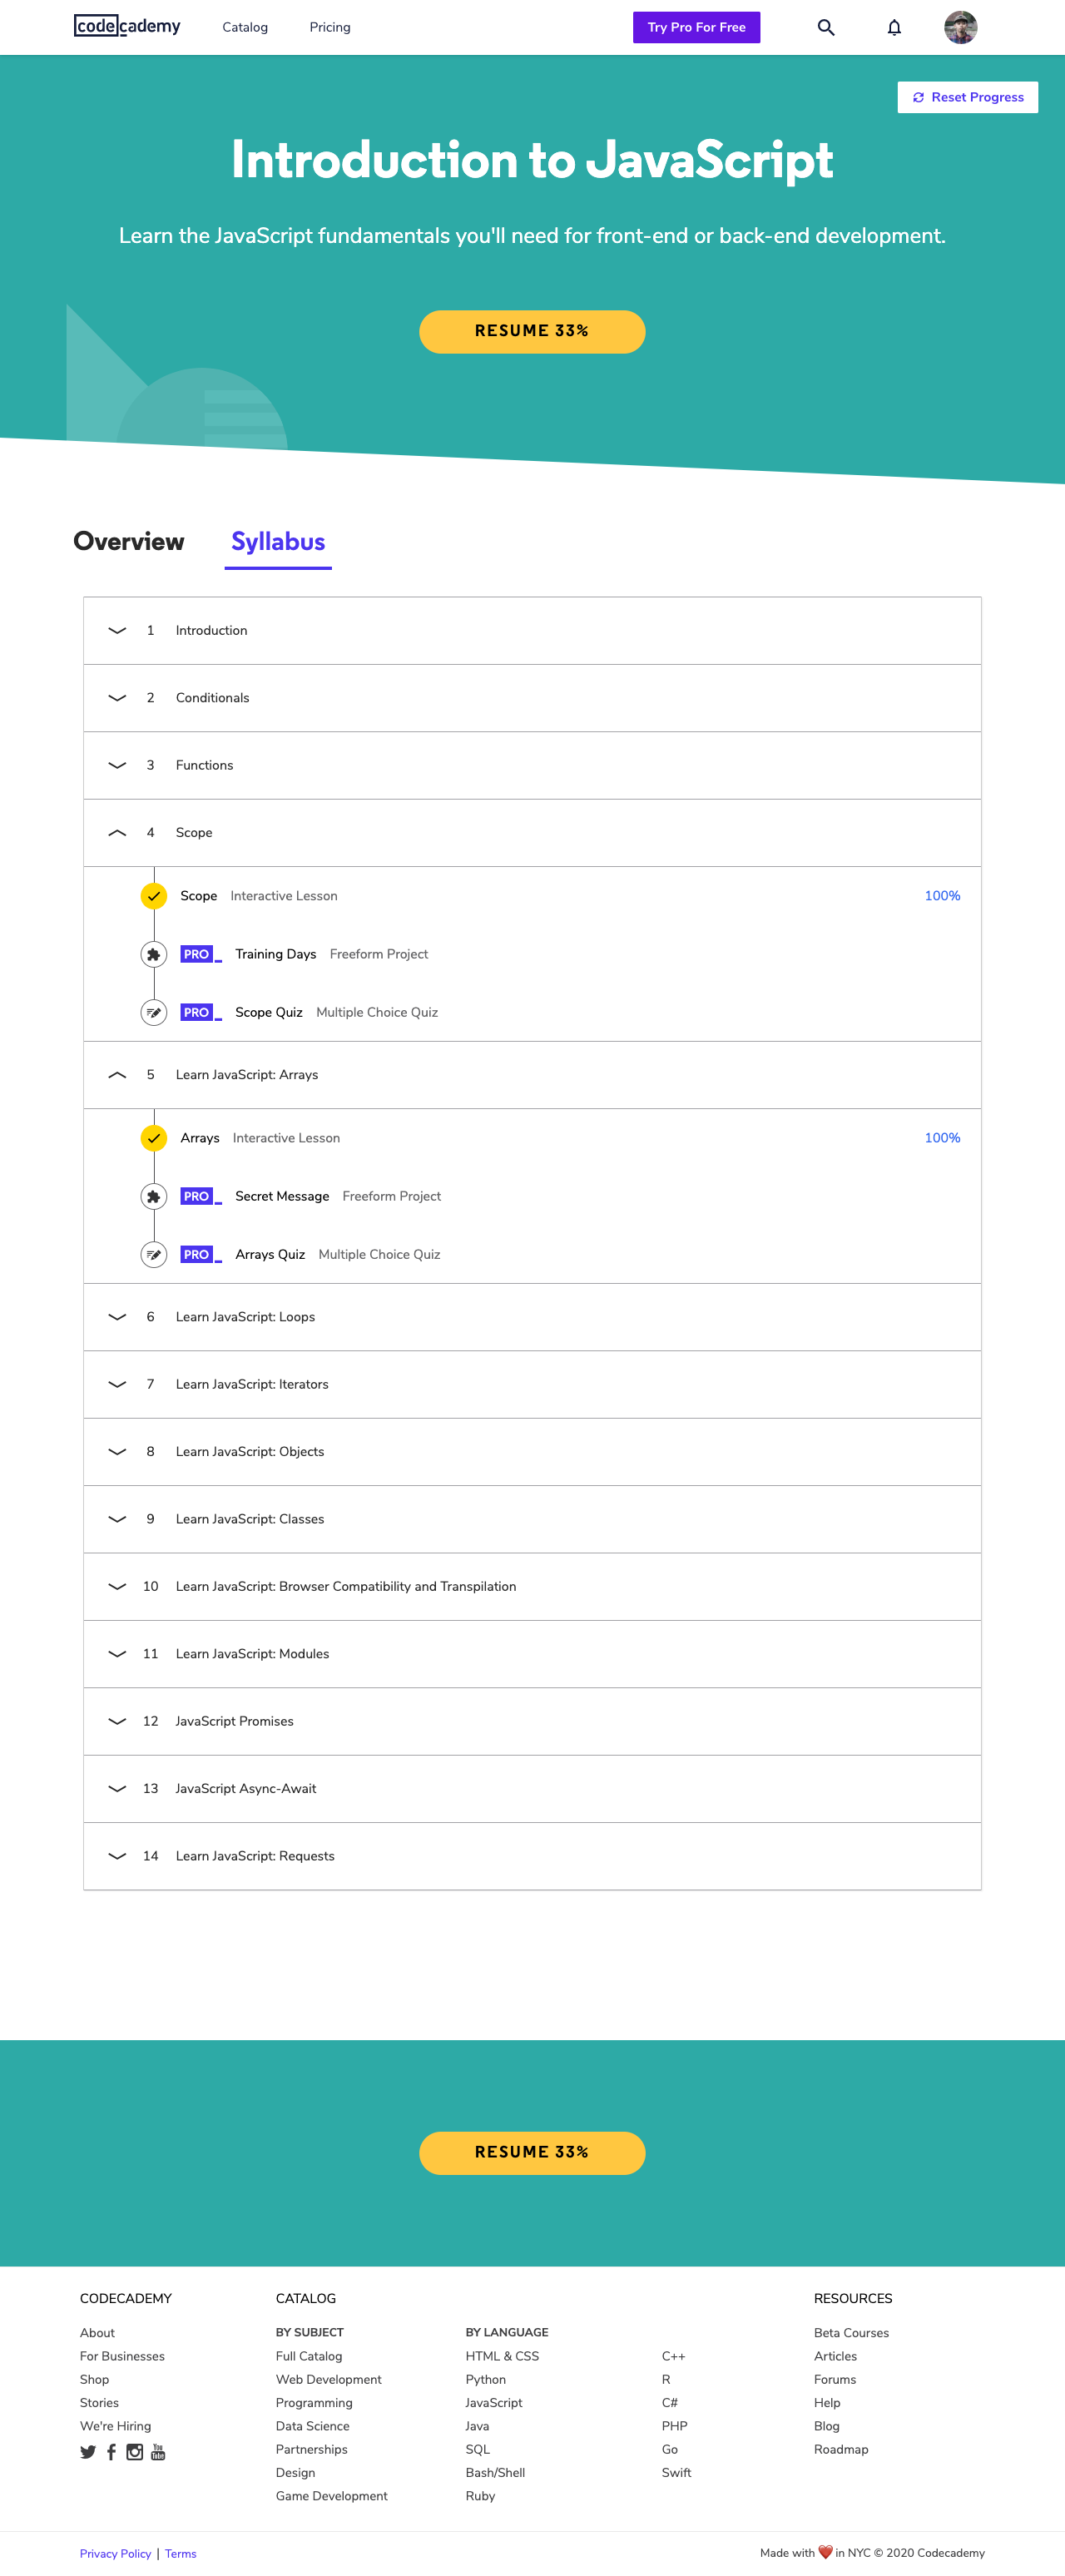 codecademy Catalog Pricing Try Pro For Free
Reset Progress
Introduction to JavaScript
Learn the JavaScript fundamentals you'll need for front-end or back-end development.
RESUME 33%
Overview Syllabus
1 Introduction
2 Conditionals
3 Functions
4 Scope
Scope Interactive Lesson 100%
PRO Training Days Freeform Project
PRO Scope Quiz Multiple Choice Quiz
5 Learn JavaScript: Arrays
Arrays Interactive Lesson 100%
PRO Secret Message Freeform Project
PRO Arrays Quiz Multiple Choice Quiz
6 Learn JavaScript: Loops
7 Learn JavaScript: Iterators
8 Learn JavaScript: Objects
9 Learn JavaScript: Classes
10 Learn JavaScript: Browser Compatibility and Transpilation
11 Learn JavaScript: Modules
12 JavaScript Promises
13 JavaScript Async-Await
14 Learn JavaScript: Requests
RESUME 33%
CODECADEMY
About
For Businesses
Shop
Stories
We're Hiring
You Tube
CATALOG
BY SUBJECT
Full Catalog
Web Development
Programming
Data Science
Partnerships
Design
Game Development
BY LANGUAGE
HTML & CSS
Python
JavaScript
Java
SQL
Bash/Shell
Ruby
C++
R
C#
PHP
Go
Swift
RESOURCES
Beta Courses
Articles
Forums
Help
Blog
Roadmap
Privacy Policy | Terms
Made with ❤️ in NYC © 2020 Codecademy